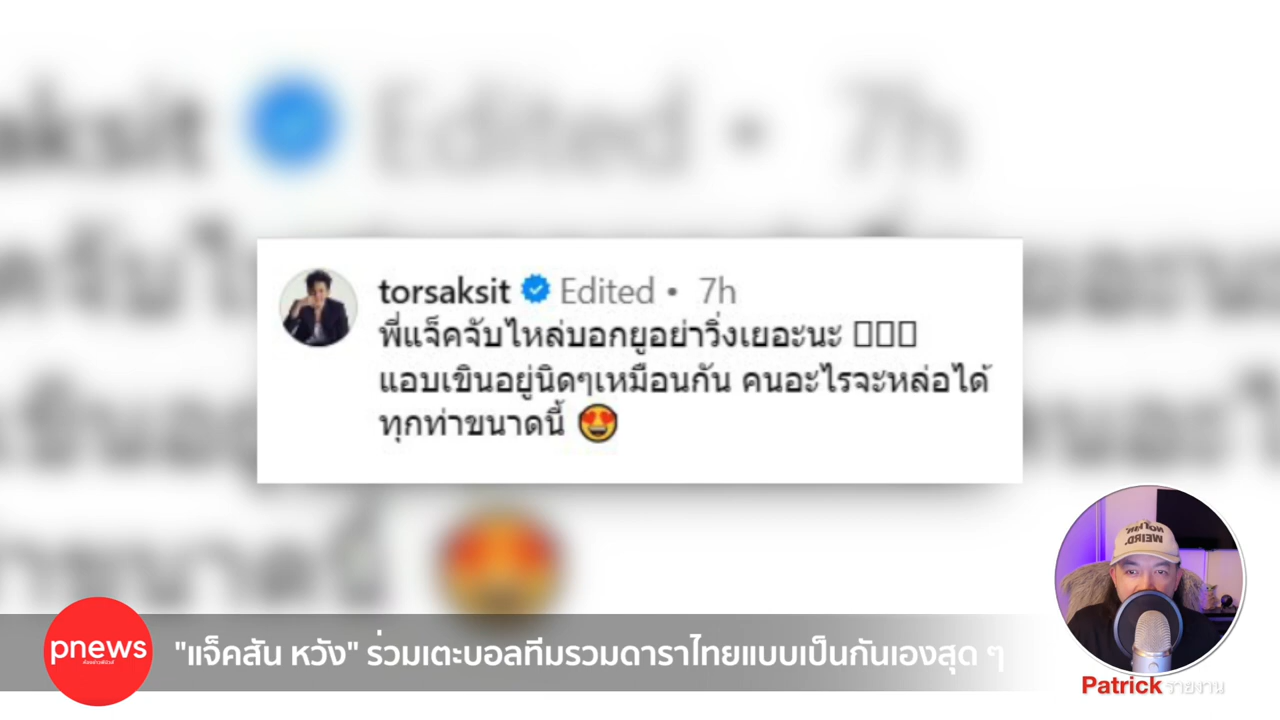 torsaksit Edited • 7h
พี่แจ็คจับไหล่บอกยูอย่าวิ่งเยอะนะ
แอบเขินอยู่นิดๆเหมือนกัน คนอะไรจะหล่อได้
ทุกท่าขนาดนี้ 😍
NOTHIN' WEIRD.
pnews
"แจ็คสัน หวัง" ร่วมเตะบอลทีมรวมดาราไทยแบบเป็นกันเองสุด ๆ
Patrick รายงาน